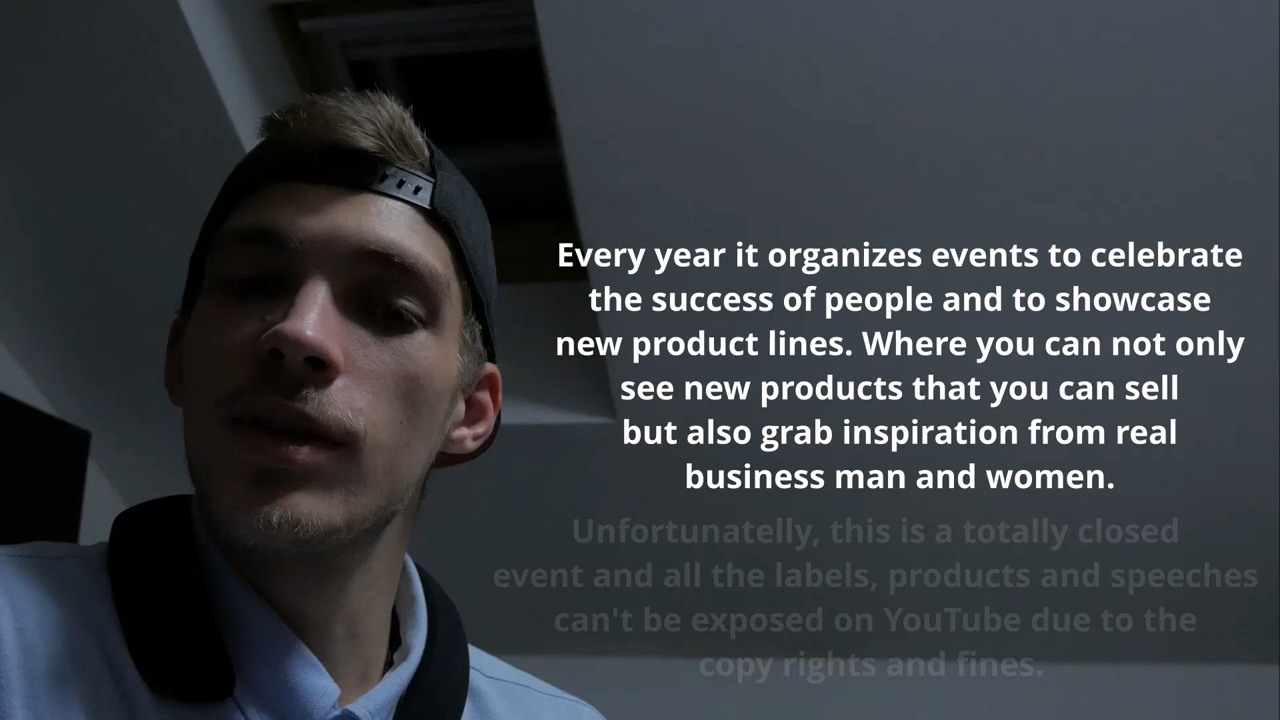 Every year it organizes events to celebrate
the success of people and to showcase
new product lines. Where you can not only
see new products that you can sell
but also grab inspiration from real
business man and women.
Unfortunatelly, this is a totally closed
event and all the labels, products and speeches
can't be exposed on YouTube due to the
copy rights and fines.